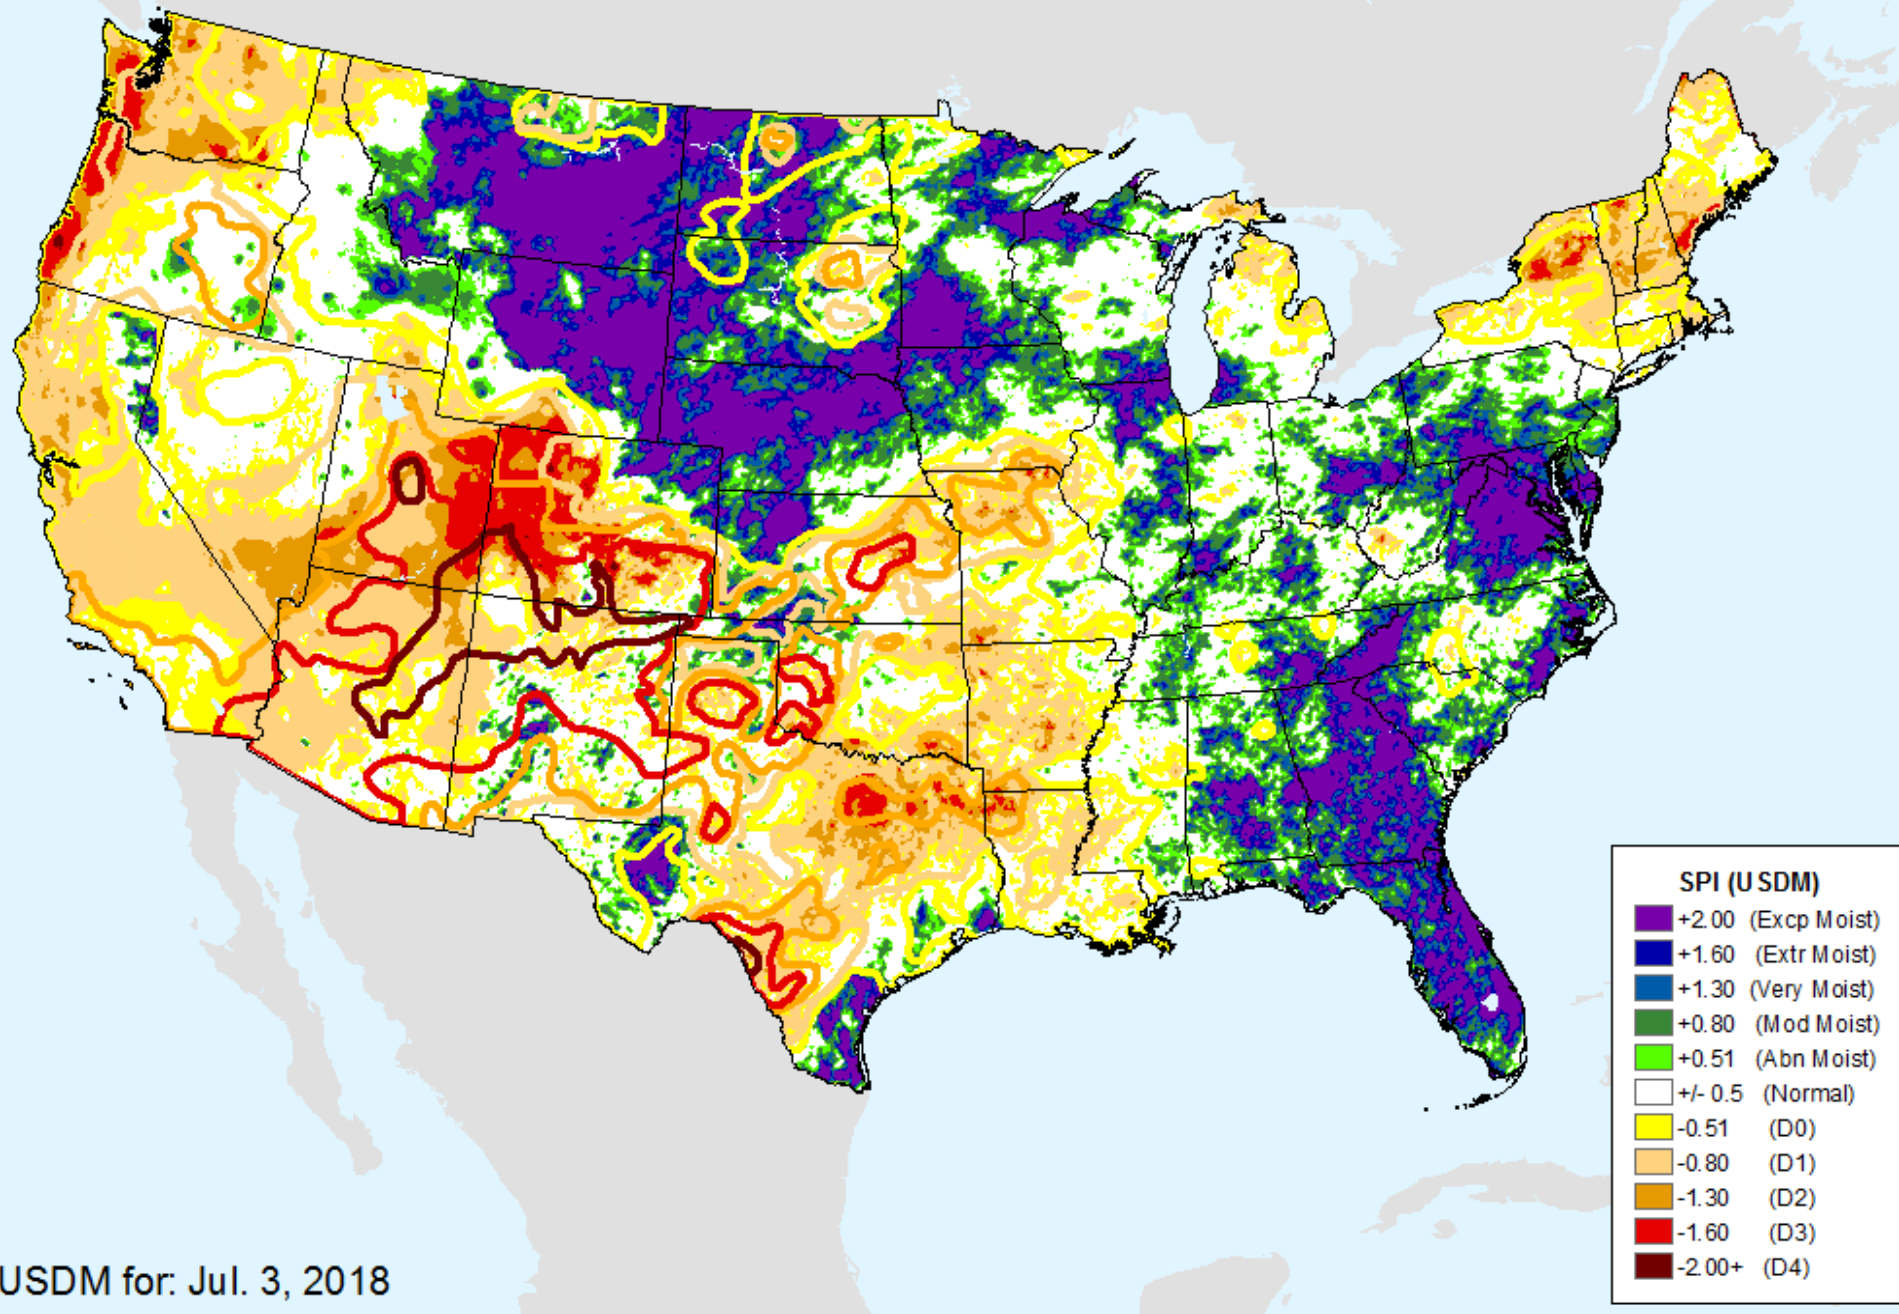 SPI (USDM)
+2.00 (Excp Moist)
+1.60 (Extr Moist)
+1.30 (Very Moist)
+0.80 (Mod Moist)
+0.51 (Abn Moist)
+/- 0.5 (Normal)
-0.51 (D0)
-0.80 (D1)
-1.30 (D2)
-1.60 (D3)
-2.00+ (D4)
USDM for: Jul. 3, 2018